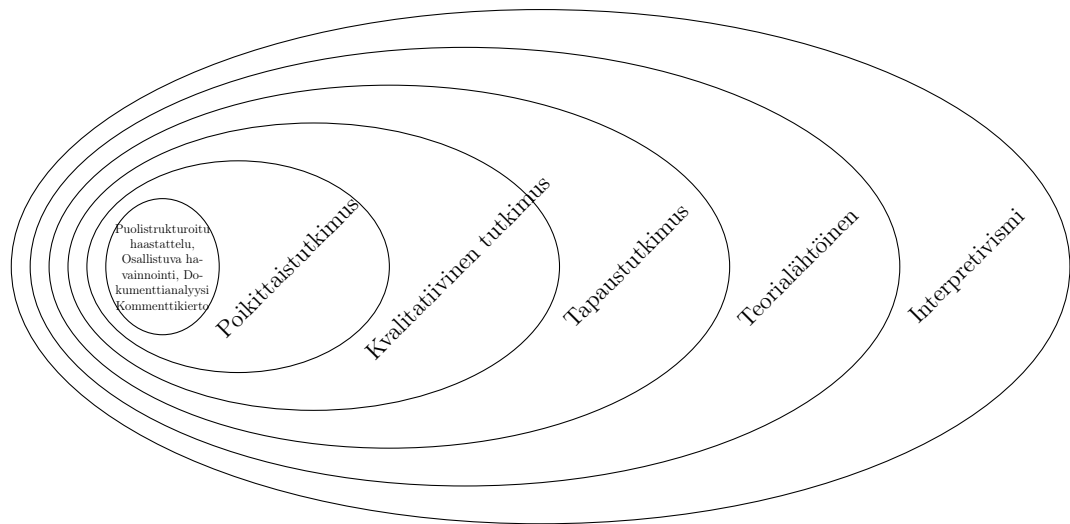 Puolistrukturoitu
haastattelu,
Osallistuva ha-
vainnointi, Do-
kumenttianalyysi
Kommenttikierto
Poikittaistutkimus
Kvalitatiivinen tutkimus
Tapaustutkimus
Teorialähtöinen
Interpretivismi